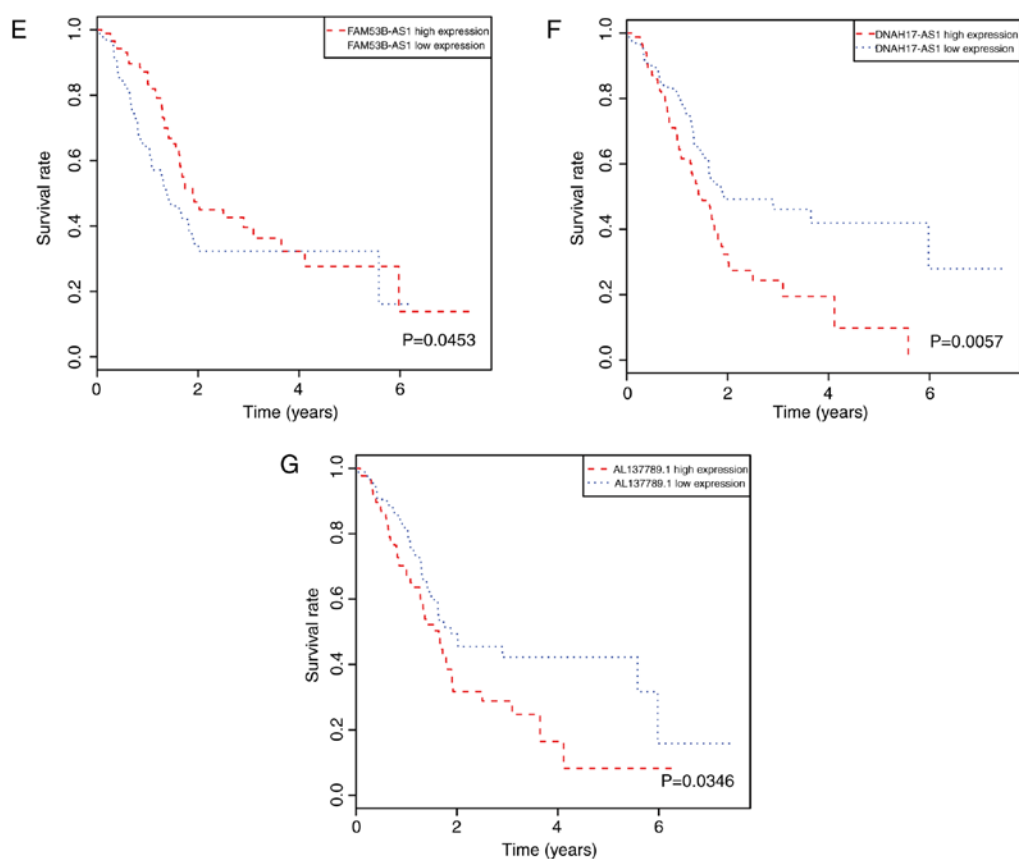 E
FAM53B-AS1 high expression
FAM53B-AS1 low expression
1.0
0.8
0.6
0.4
0.2
0.0
Survival rate
P=0.0453
0 2 4 6
Time (years)
F
DNAH17-AS1 high expression
DNAH17-AS1 low expression
1.0
0.8
0.6
0.4
0.2
0.0
Survival rate
P=0.0057
0 2 4 6
Time (years)
G
AL137789.1 high expression
AL137789.1 low expression
1.0
0.8
0.6
0.4
0.2
0.0
Survival rate
P=0.0346
0 2 4 6
Time (years)